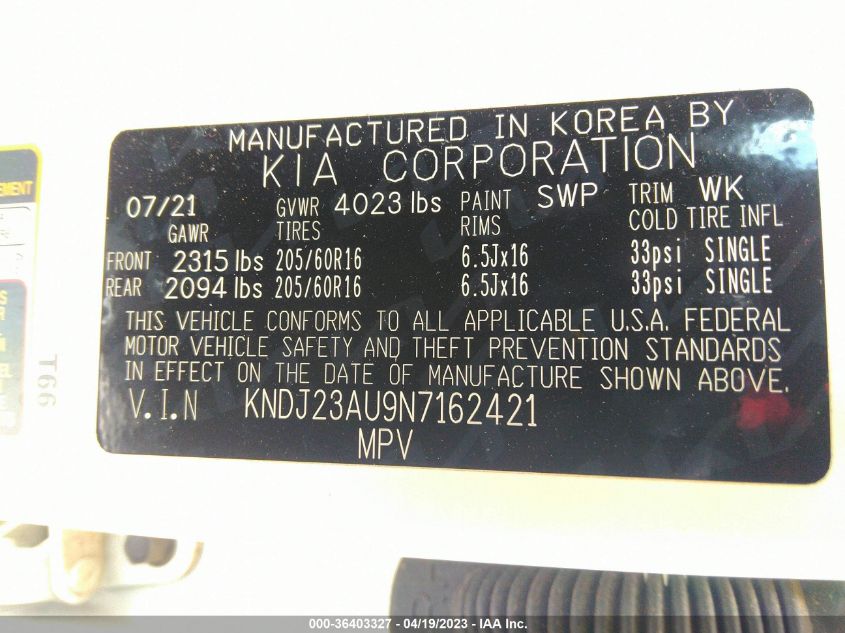 MANUFACTURED IN KOREA BY
KIA CORPORATION
07/21 GVWR 4023 lbs PAINT SWP TRIM WK
GAWR TIRES RIMS COLD TIRE INFL
FRONT 2315 lbs 205/60R16 6.5Jx16 33psi SINGLE
REAR 2094 lbs 205/60R16 6.5Jx16 33psi SINGLE
THIS VEHICLE CONFORMS TO ALL APPLICABLE U.S.A. FEDERAL
MOTOR VEHICLE SAFETY AND THEFT PREVENTION STANDARDS
IN EFFECT ON THE DATE OF MANUFACTURE SHOWN ABOVE.
V.I.N KNDJ23AU9N7162421
MPV
T66
000-36403327 - 04/19/2023 - IAA Inc.